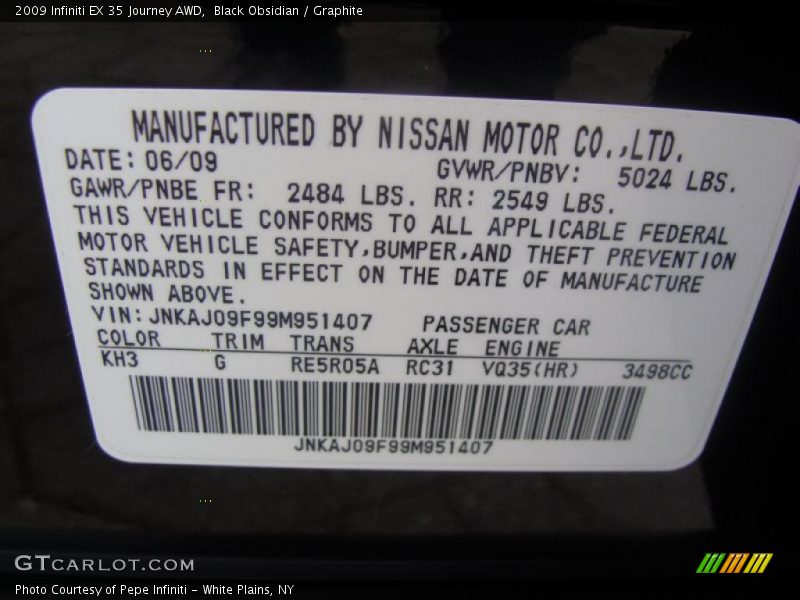 2009 Infiniti EX 35 Journey AWD,  Black Obsidian / Graphite
MANUFACTURED BY NISSAN MOTOR CO.,LTD.
DATE: 06/09 GVWR/PNBV: 5024 LBS.
GAWR/PNBE FR: 2484 LBS. RR: 2549 LBS.
THIS VEHICLE CONFORMS TO ALL APPLICABLE FEDERAL
MOTOR VEHICLE SAFETY,BUMPER,AND THEFT PREVENTION
STANDARDS IN EFFECT ON THE DATE OF MANUFACTURE
SHOWN ABOVE.
VIN: JNKAJ09F99M951407 PASSENGER CAR
COLOR TRIM TRANS AXLE ENGINE
KH3 G RE5R05A RC31 VQ35(HR) 3498CC
JNKAJ09F99M951407
GTCARLOT.COM
Photo Courtesy of Pepe Infiniti - White Plains, NY